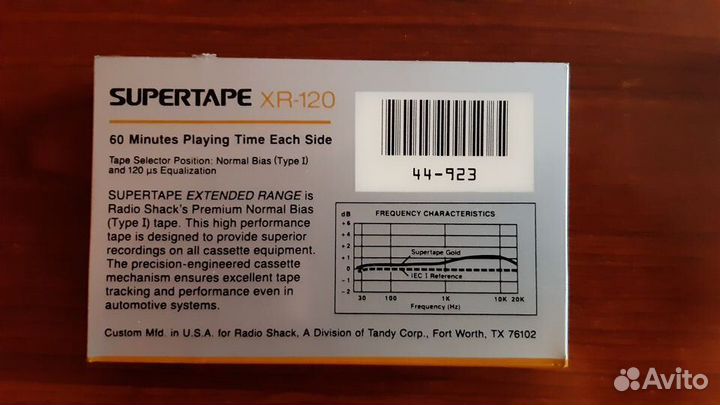 SUPERTAPE XR-120
60 Minutes Playing Time Each Side
Tape Selector Position: Normal Bias (Type I)
and 120 µs Equalization
SUPERTAPE EXTENDED RANGE is
Radio Shack's Premium Normal Bias
(Type I) tape. This high performance
tape is designed to provide superior
recordings on all cassette equipment.
The precision-engineered cassette
mechanism ensures excellent tape
tracking and performance even in
automotive systems.
44-923
dB FREQUENCY CHARACTERISTICS
+6
+4
+2
+1
0
-1
-2
Supertape Gold
IEC I Reference
30 100 1K 10K 20K
Frequency (Hz)
Custom Mfd. in U.S.A. for Radio Shack, A Division of Tandy Corp., Fort Worth, TX 76102
Avito